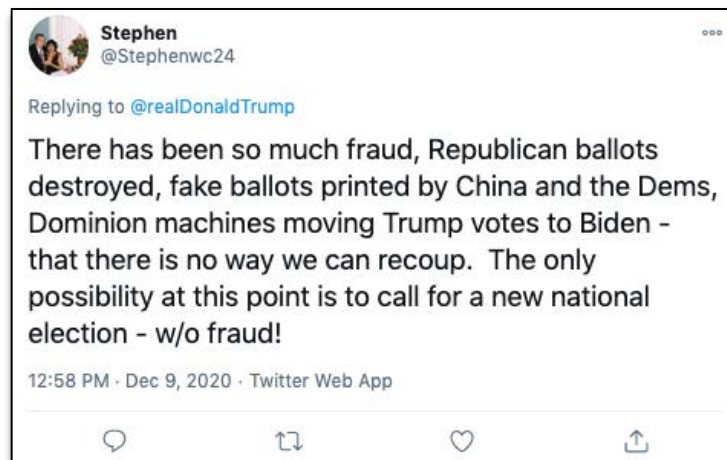 Stephen
@Stephenwc24
Replying to @realDonaldTrump
There has been so much fraud, Republican ballots
destroyed, fake ballots printed by China and the Dems,
Dominion machines moving Trump votes to Biden -
that there is no way we can recoup.  The only
possibility at this point is to call for a new national
election - w/o fraud!
12:58 PM · Dec 9, 2020 · Twitter Web App